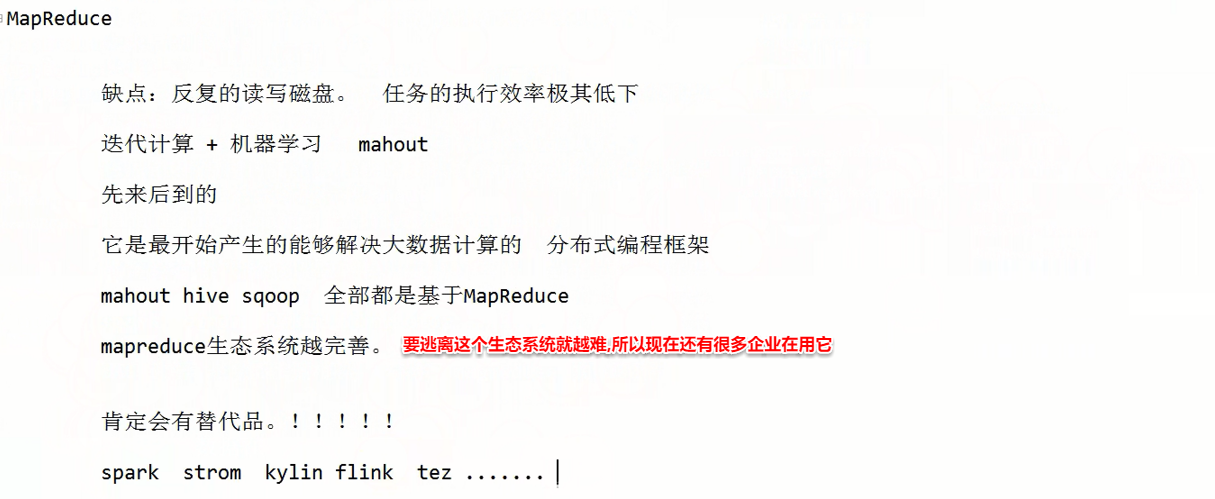 MapReduce
缺点：反复的读写磁盘。 任务的执行效率极其低下
迭代计算 + 机器学习 mahout
先来后到的
它是最开始产生的能够解决大数据计算的 分布式编程框架
mahout hive sqoop 全部都是基于MapReduce
mapreduce生态系统越完善。 要逃离这个生态系统就越难,所以现在还有很多企业在用它
肯定会有替代品。！！！！！
spark strom kylin flink tez .......